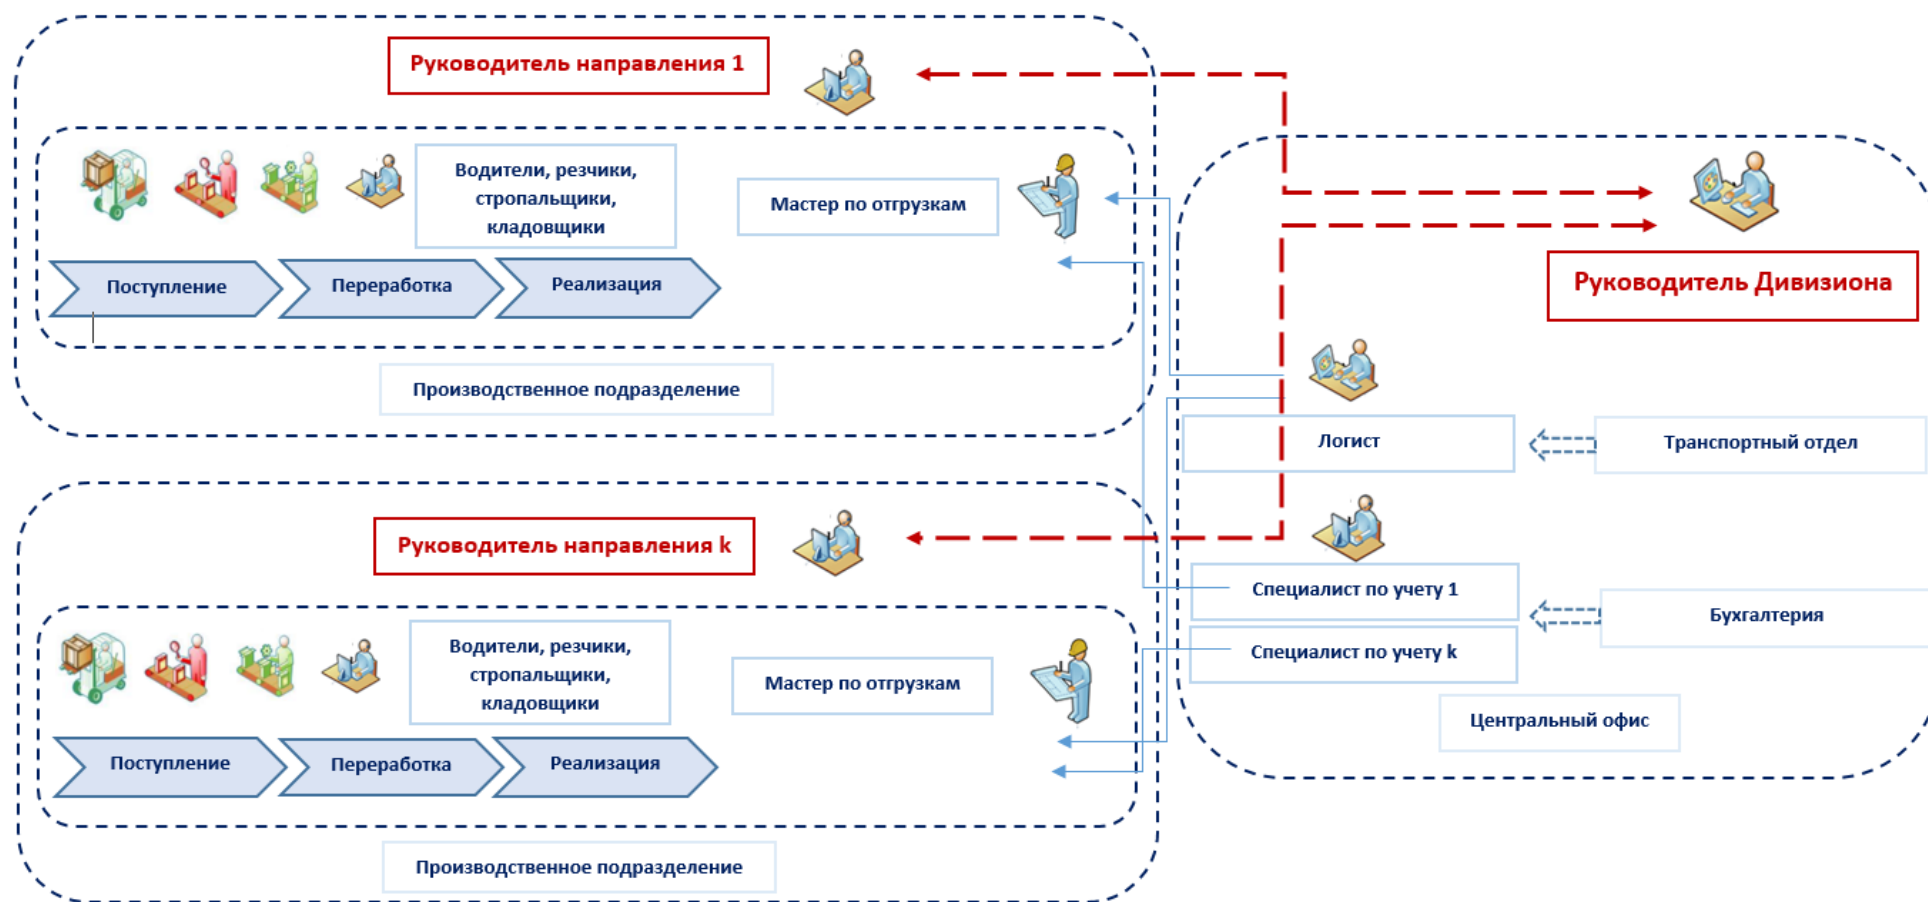 Руководитель направления 1
Водители, резчики,
стропальщики,
кладовщики
Мастер по отгрузкам
Поступление
Переработка
Реализация
Производственное подразделение
Руководитель Дивизиона
Логист
Транспортный отдел
Специалист по учету 1
Специалист по учету k
Бухгалтерия
Центральный офис
Руководитель направления k
Водители, резчики,
стропальщики,
кладовщики
Мастер по отгрузкам
Поступление
Переработка
Реализация
Производственное подразделение